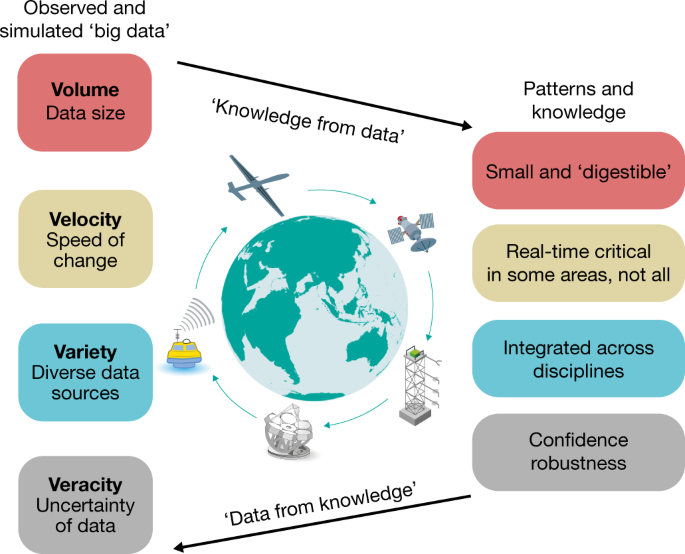 Observed and
simulated ‘big data’
Volume
Data size
Velocity
Speed of
change
Variety
Diverse data
sources
Veracity
Uncertainty
of data
‘Knowledge from data’
‘Data from knowledge’
Patterns and
knowledge
Small and ‘digestible’
Real-time critical
in some areas, not all
Integrated across
disciplines
Confidence
robustness